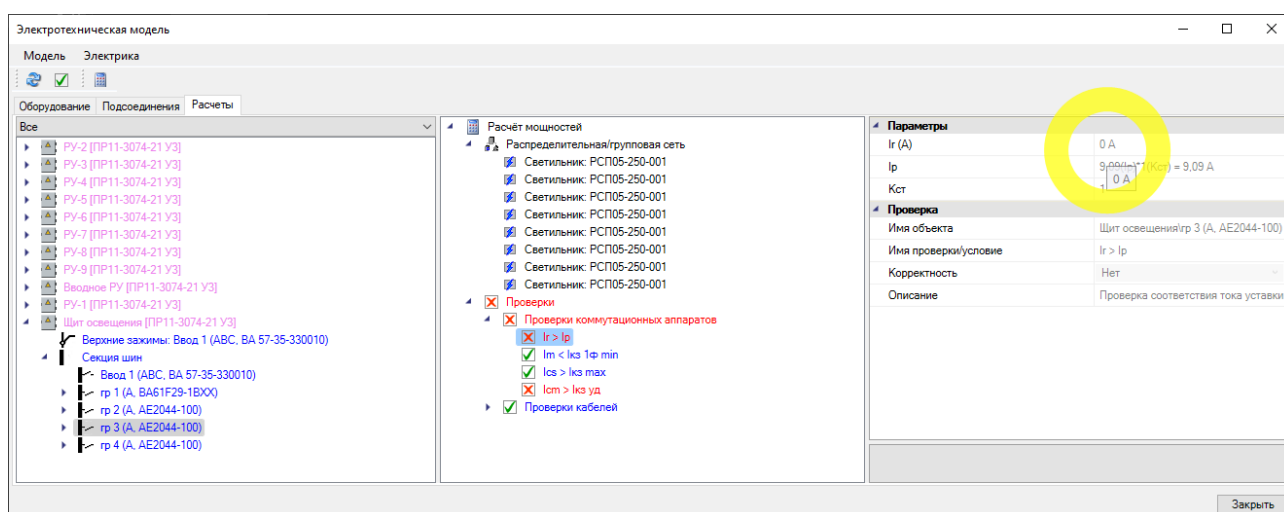 Электротехническая модель
Модель Электрика
Оборудование Подсоединения Расчеты
Все
РУ-2 [ПР11-3074-21 УЗ]
РУ-3 [ПР11-3074-21 УЗ]
РУ-4 [ПР11-3074-21 УЗ]
РУ-5 [ПР11-3074-21 УЗ]
РУ-6 [ПР11-3074-21 УЗ]
РУ-7 [ПР11-3074-21 УЗ]
РУ-8 [ПР11-3074-21 УЗ]
РУ-9 [ПР11-3074-21 УЗ]
Вводное РУ [ПР11-3074-21 УЗ]
РУ-1 [ПР11-3074-21 УЗ]
Щит освещения [ПР11-3074-21 УЗ]
Верхние зажимы: Ввод 1 (ABC, ВА 57-35-330010)
Секция шин
Ввод 1 (ABC, ВА 57-35-330010)
гр 1 (A, ВА61F29-1BXX)
гр 2 (A, АЕ2044-100)
гр 3 (A, АЕ2044-100)
гр 4 (A, АЕ2044-100)
Расчёт мощностей
Распределительная/групповая сеть
Светильник: РСП05-250-001
Светильник: РСП05-250-001
Светильник: РСП05-250-001
Светильник: РСП05-250-001
Светильник: РСП05-250-001
Светильник: РСП05-250-001
Светильник: РСП05-250-001
Светильник: РСП05-250-001
Проверки
Проверки коммутационных аппаратов
Ir > Iр
Im < Iкз 1ф min
Ics > Iкз max
Icm > Iкз уд
Проверки кабелей
Параметры
Ir (A) 0 A
Iр 9,09(Iр)*1(Кст) = 9,09 A
Кст 1
0 A
Проверка
Имя объекта Щит освещения\гр 3 (A, АЕ2044-100)
Имя проверки/условие Ir > Iр
Корректность Нет
Описание Проверка соответствия тока уставки
Закрыть